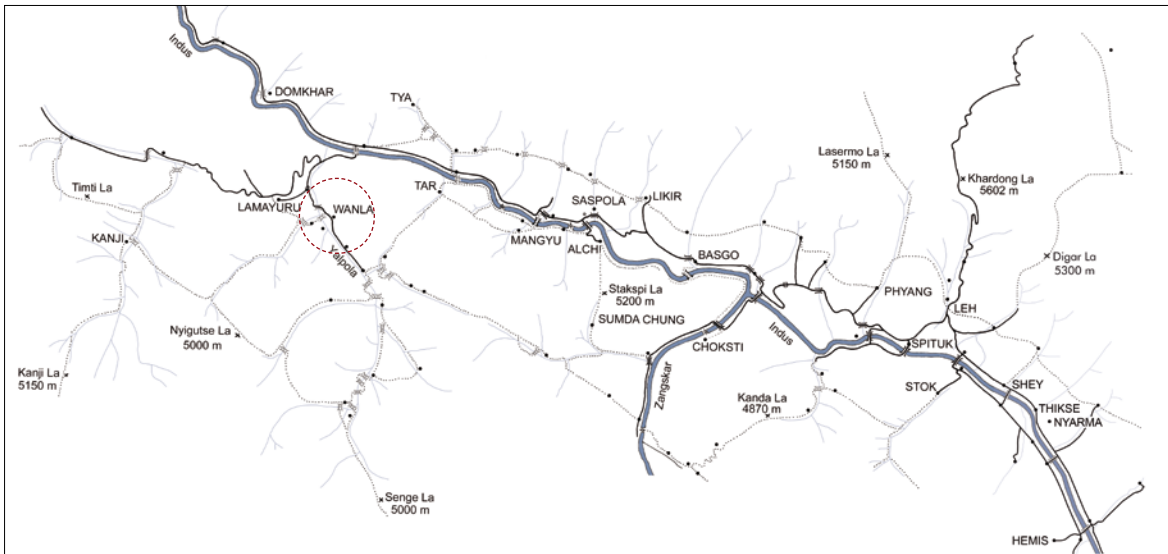 Indus
DOMKHAR
TYA
Lasermo La
5150 m
Khardong La
5602 m
Timti La
LAMAYURU
WANLA
TAR
SASPOLA
LIKIR
KANJI
Yalpola
MANGYU
ALCHI
BASGO
Digar La
5300 m
Stakspi La
5200 m
PHYANG
LEH
Nyigutse La
5000 m
SUMDA CHUNG
CHOKSTI
Indus
SPITUK
Kanji La
5150 m
Zangskar
Kanda La
4870 m
STOK
SHEY
THIKSE
NYARMA
Senge La
5000 m
HEMIS